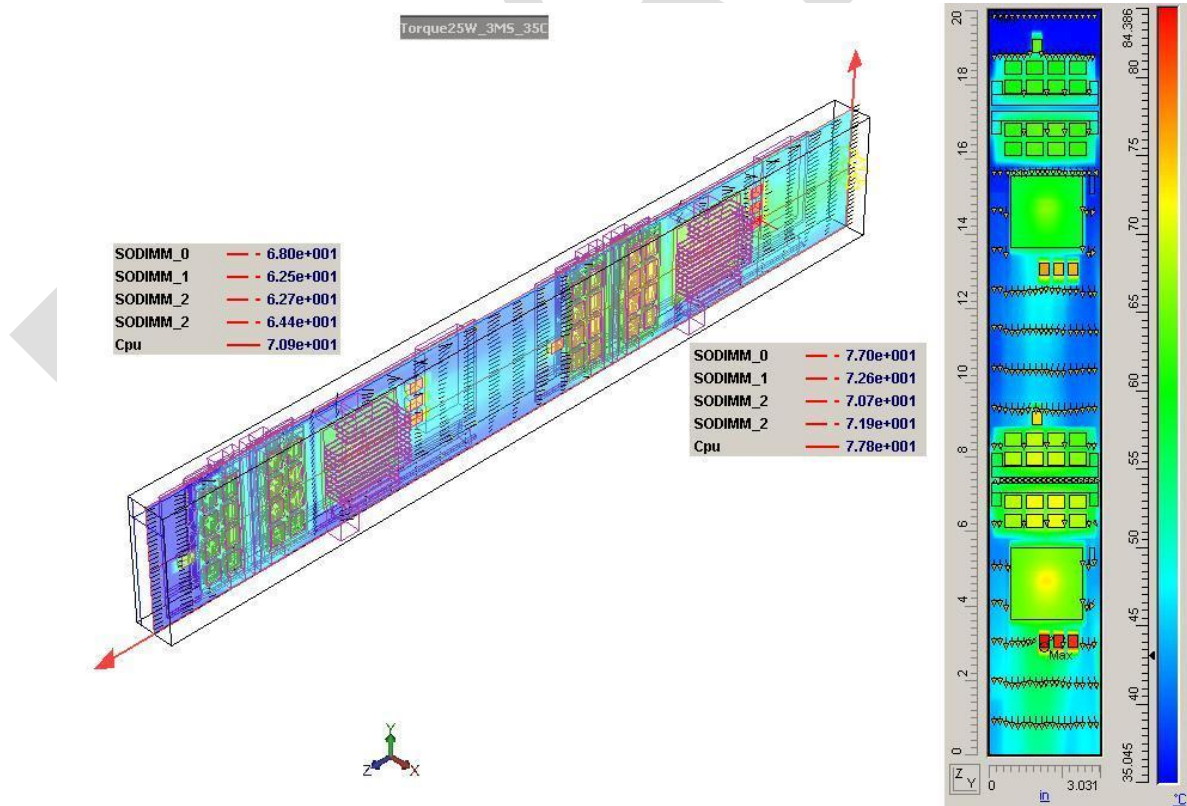 Torque25W_3MS_35C
SODIMM_0 6.80e+001
SODIMM_1 6.25e+001
SODIMM_2 6.27e+001
SODIMM_2 6.44e+001
Cpu 7.09e+001
SODIMM_0 7.70e+001
SODIMM_1 7.26e+001
SODIMM_2 7.07e+001
SODIMM_2 7.19e+001
Cpu 7.78e+001
Y
Z
X
20
18
16
14
12
10
8
6
4
2
0
Max
84.386
80
75
70
65
60
55
50
45
40
35.045
Z
Y
0
3.031
in
°C